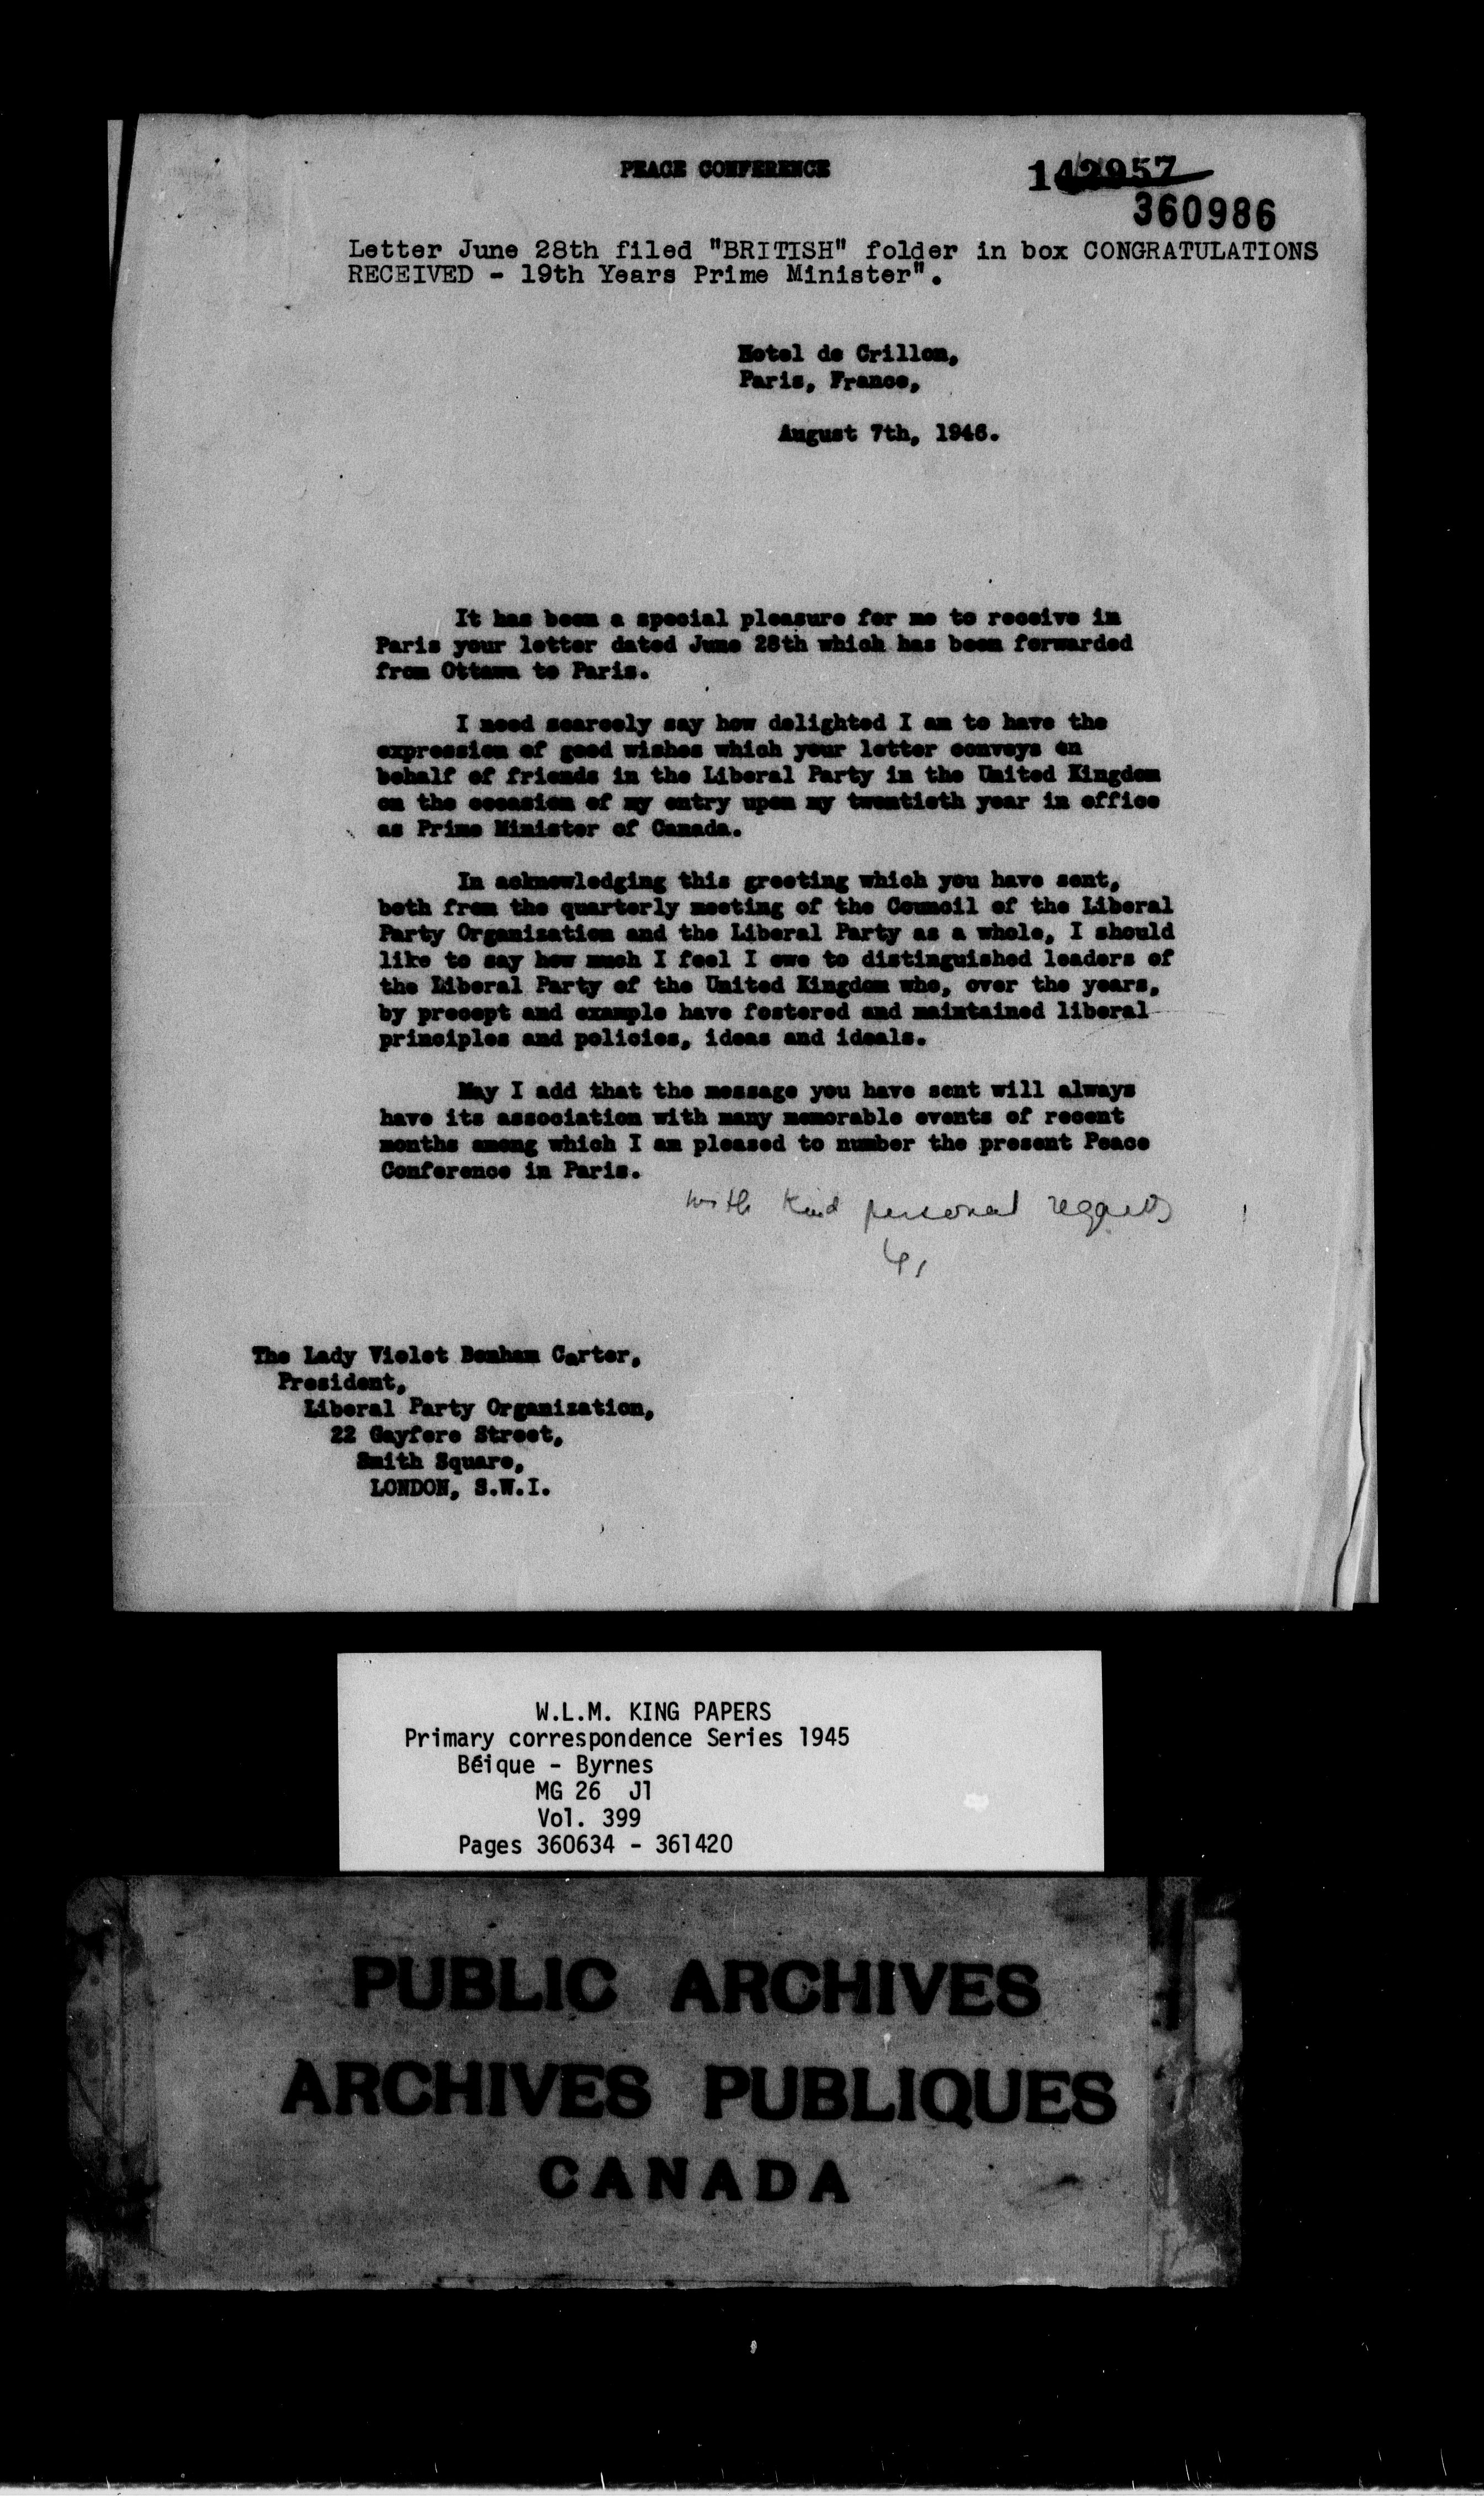 PEACE CONFERENCE
142957
360986
Letter June 28th filed "BRITISH" folder in box CONGRATULATIONS
RECEIVED - 19th Years Prime Minister".
Hotel de Crillon,
Paris, France,
August 7th, 1946.
It has been a special pleasure for me to receive in
Paris your letter dated June 28th which has been forwarded
from Ottawa to Paris.
I need scarcely say how delighted I am to have the
expression of good wishes which your letter conveys on
behalf of friends in the Liberal Party in the United Kingdom
on the occasion of my entry upon my twentieth year in office
as Prime Minister of Canada.
In acknowledging this greeting which you have sent,
both from the quarterly meeting of the Council of the Liberal
Party Organization and the Liberal Party as a whole, I should
like to say how much I feel I owe to distinguished leaders of
the Liberal Party of the United Kingdom who, over the years,
by precept and example have fostered and maintained liberal
principles and policies, ideas and ideals.
May I add that the message you have sent will always
have its association with many memorable events of recent
months among which I am pleased to number the present Peace
Conference in Paris.
with kind personal regards
The Lady Violet Bonham Carter,
President,
Liberal Party Organization,
22 Gayfere Street,
Smith Square,
LONDON, S.W.I.
W.L.M. KING PAPERS
Primary correspondence Series 1945
Béique - Byrnes
MG 26 J1
Vol. 399
Pages 360634 - 361420
PUBLIC ARCHIVES
ARCHIVES PUBLIQUES
CANADA